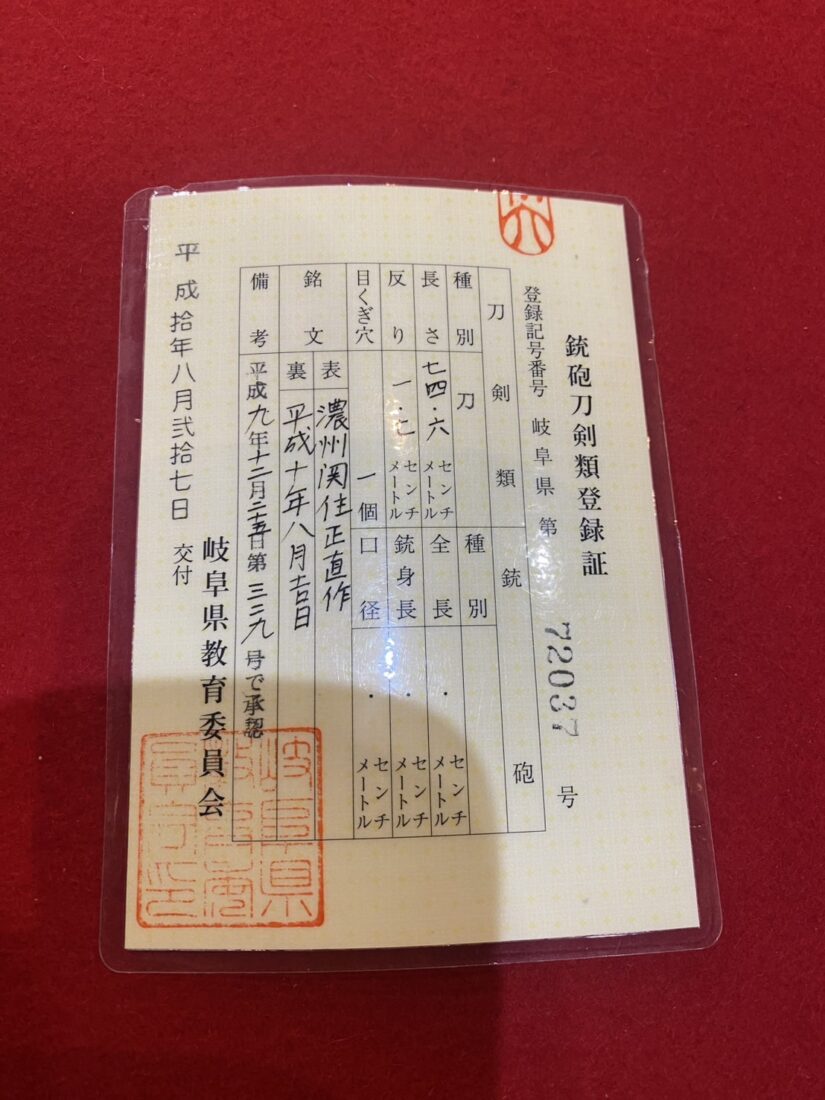 銃砲刀剣類登録証
登録記号番号 岐阜県 第 72037 号
刀剣類 銃砲
種別 刀 種別
長さ 七四・六 センチメートル 全長 ・ センチメートル
反り 一・七 センチメートル 銃身長 ・ センチメートル
目くぎ穴 一個 口径 ・ センチメートル
銘文 表 濃州関住正直作
裏 平成十年八月吉日
備考 平成九年十二月二十五日第三二九号で承認
岐阜県教育委員会
平成拾年八月弐拾七日 交付
岐阜県